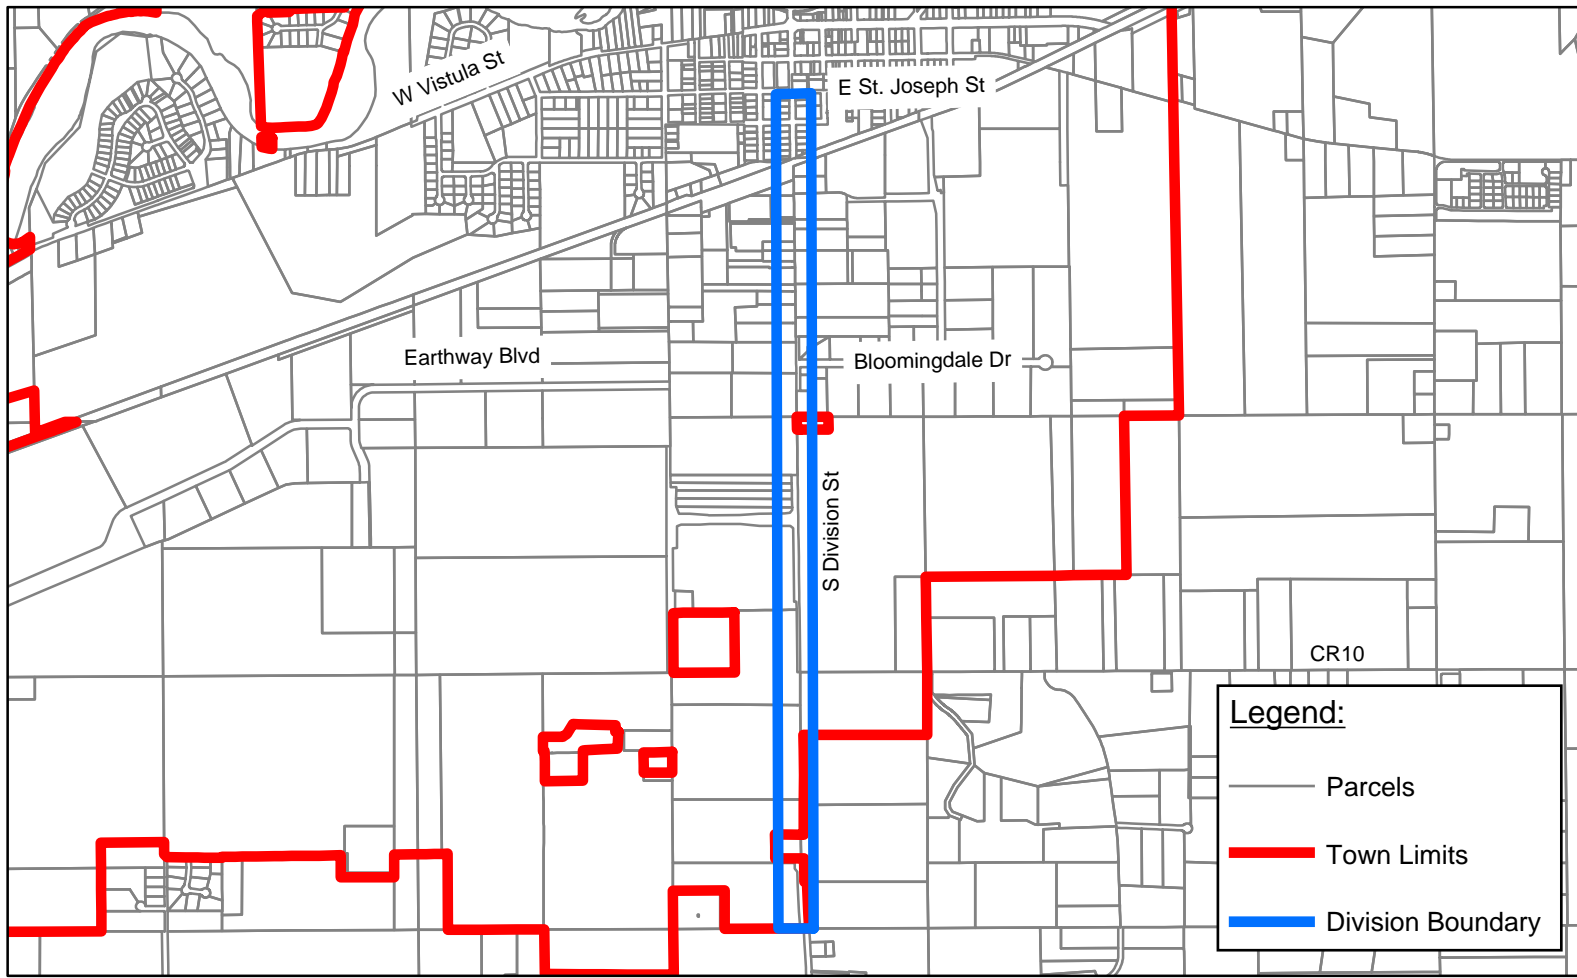 W Vistula St
E St. Joseph St
Earthway Blvd
Bloomingdale Dr
S Division St
CR10
Legend:
Parcels
Town Limits
Division Boundary